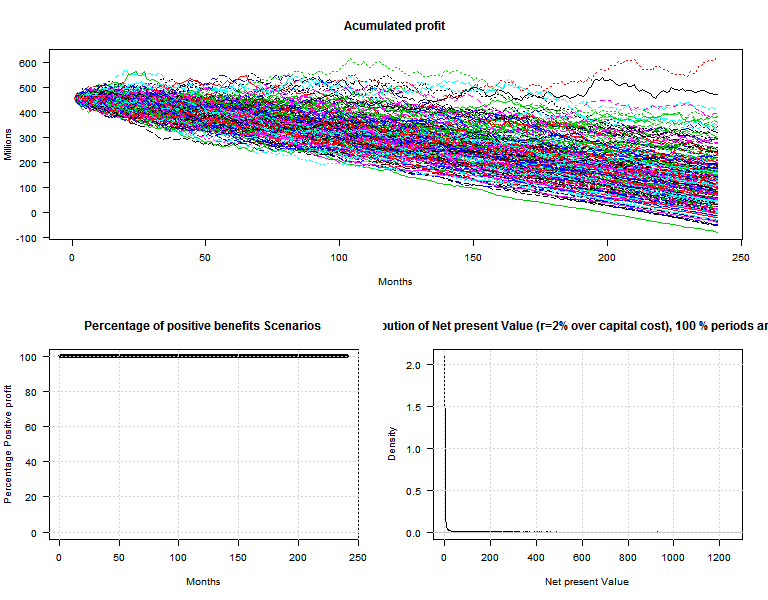 Acumulated profit
Millions
600
500
400
300
200
100
0
-100
0 50 100 150 200 250
Months
Percentage of positive benefits Scenarios
Percentage Positive profit
100
80
60
40
20
0
0 50 100 150 200 250
Months
bution of Net present Value (r=2% over capital cost), 100 % periods ar
Density
2.0
1.5
1.0
0.5
0.0
0 200 400 600 800 1000 1200
Net present Value